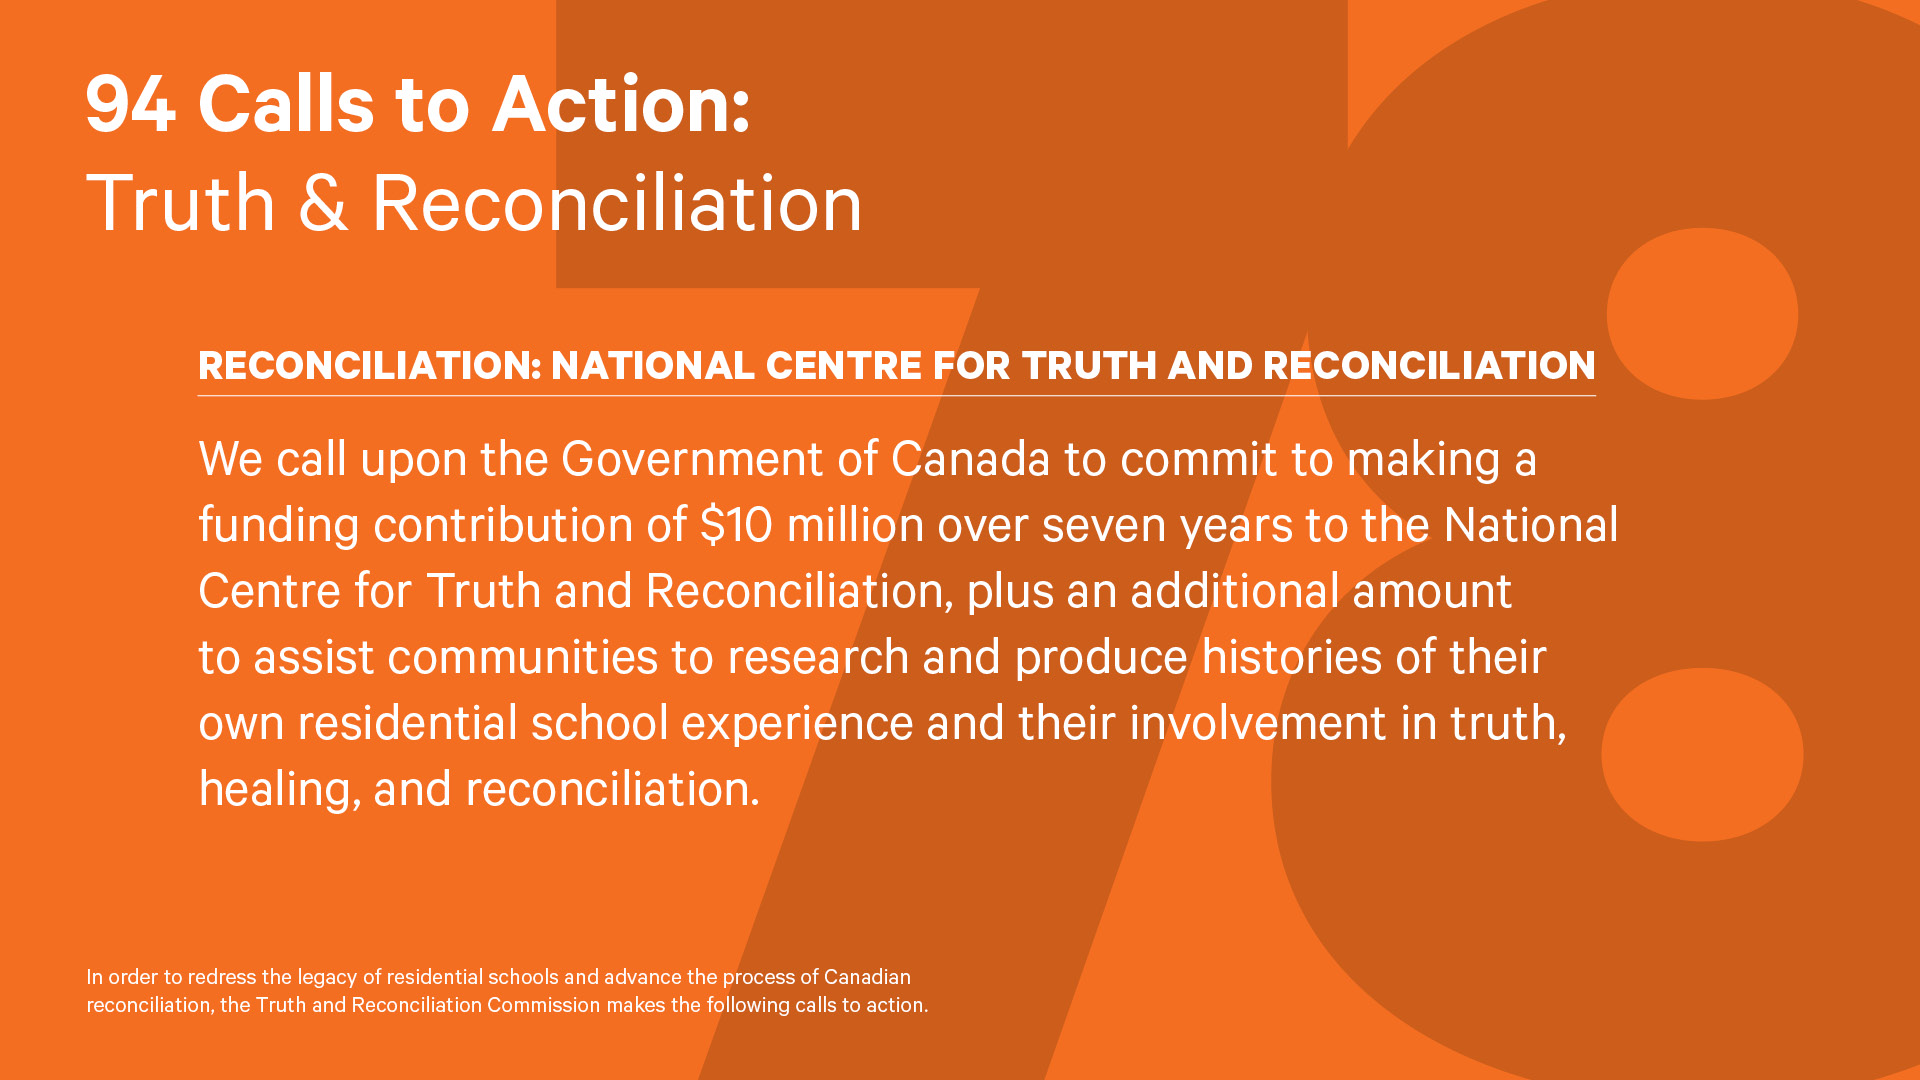 94 Calls to Action:
Truth & Reconciliation
78
RECONCILIATION: NATIONAL CENTRE FOR TRUTH AND RECONCILIATION
We call upon the Government of Canada to commit to making a
funding contribution of $10 million over seven years to the National
Centre for Truth and Reconciliation, plus an additional amount
to assist communities to research and produce histories of their
own residential school experience and their involvement in truth,
healing, and reconciliation.
In order to redress the legacy of residential schools and advance the process of Canadian
reconciliation, the Truth and Reconciliation Commission makes the following calls to action.